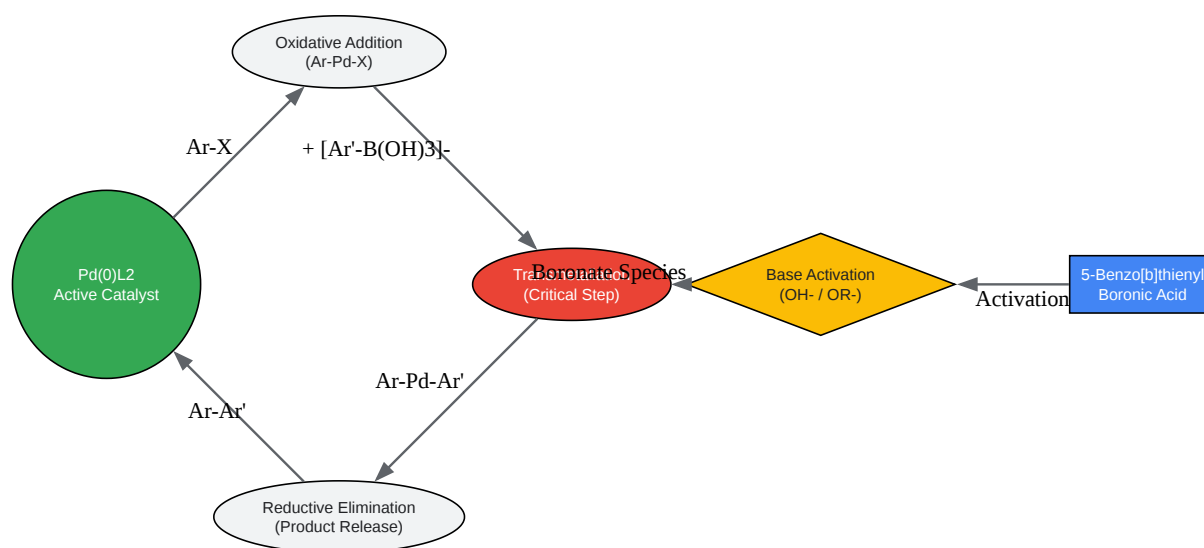 Oxidative Addition
(Ar-Pd-X)
Ar-X
+ [Ar'-B(OH)3]-
Pd(0)L2
Active Catalyst
(Critical Step)
Boronate Species
Base Activation
(OH- / OR-)
Activation
5-Benzo[b]thienyl
Boronic Acid
Ar-Pd-Ar'
Ar-Ar'
Reductive Elimination
(Product Release)